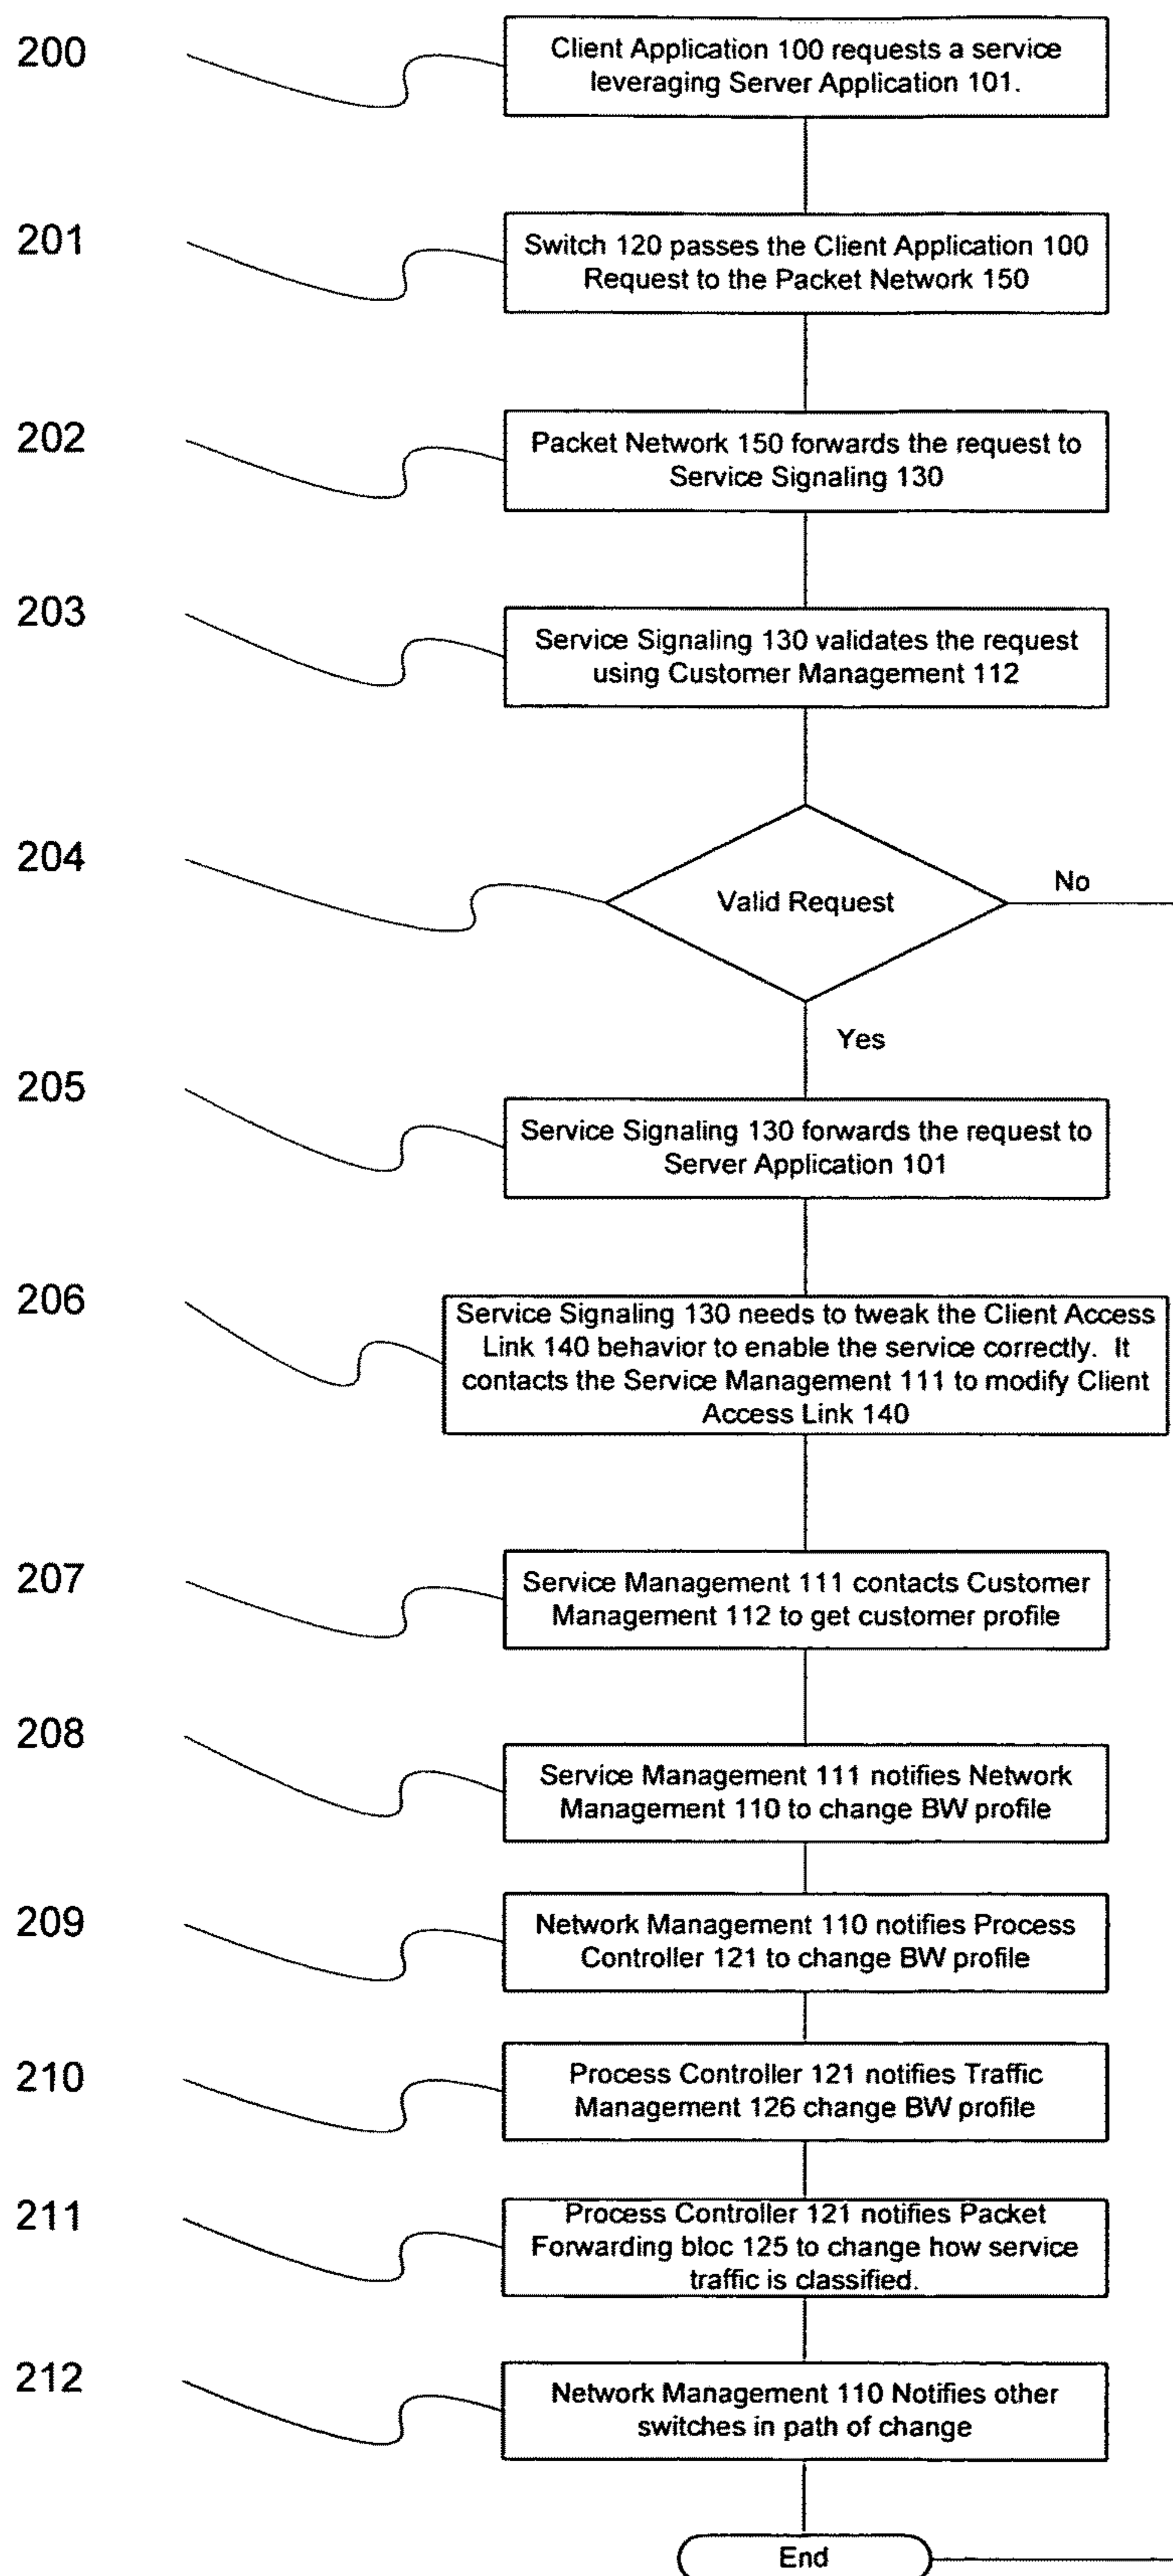 200
Client Application 100 requests a service
leveraging Server Application 101.
201
Switch 120 passes the Client Application 100
Request to the Packet Network 150
202
Packet Network 150 forwards the request to
Service Signaling 130
203
Service Signaling 130 validates the request
using Customer Management 112
204
Valid Request
No
Yes
205
Service Signaling 130 forwards the request to
Server Application 101
206
Service Signaling 130 needs to tweak the Client Access
Link 140 behavior to enable the service correctly. It
contacts the Service Management 111 to modify Client
Access Link 140
207
Service Management 111 contacts Customer
Management 112 to get customer profile
208
Service Management 111 notifies Network
Management 110 to change BW profile
209
Network Management 110 notifies Process
Controller 121 to change BW profile
210
Process Controller 121 notifies Traffic
Management 126 change BW profile
211
Process Controller 121 notifies Packet
Forwarding bloc 125 to change how service
traffic is classified.
212
Network Management 110 Notifies other
switches in path of change
End